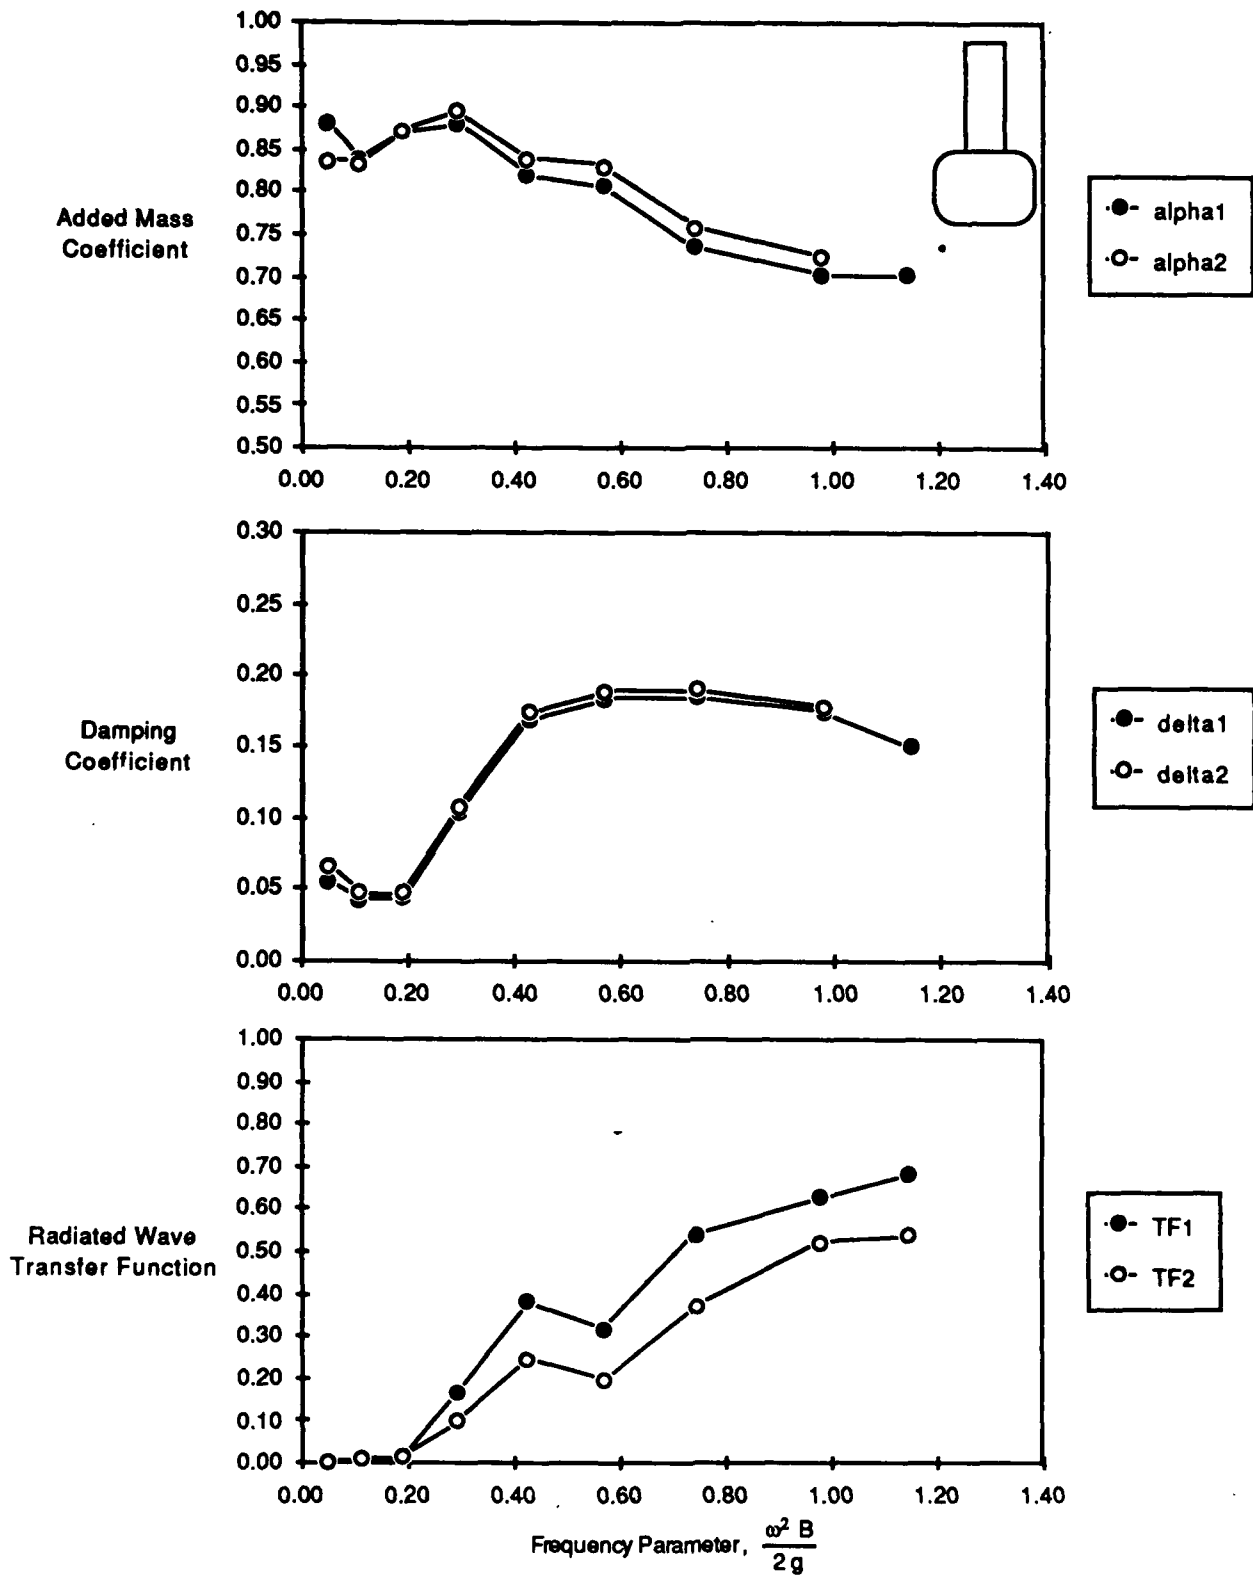 1.00
0.95
0.90
0.85
0.80
0.75
0.70
0.65
0.60
0.55
0.50
Added Mass
Coefficient
0.00 0.20 0.40 0.60 0.80 1.00 1.20 1.40
alpha1
alpha2
0.30
0.25
0.20
0.15
0.10
0.05
0.00
Damping
Coefficient
0.00 0.20 0.40 0.60 0.80 1.00 1.20 1.40
delta1
delta2
1.00
0.90
0.80
0.70
0.60
0.50
0.40
0.30
0.20
0.10
0.00
Radiated Wave
Transfer Function
0.00 0.20 0.40 0.60 0.80 1.00 1.20 1.40
TF1
TF2
Frequency Parameter, ω² B
2 g